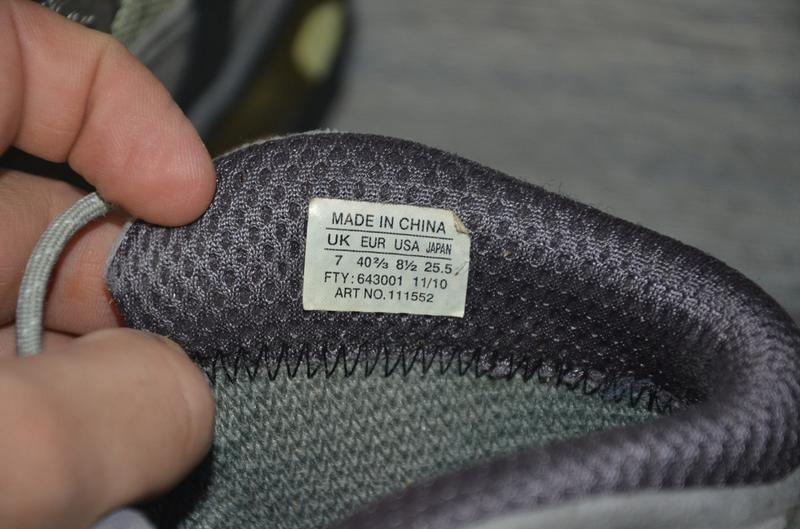 MADE IN CHINA
UK EUR USA JAPAN
7 40⅔ 8½ 25.5
FTY: 643001 11/10
ART NO. 111552